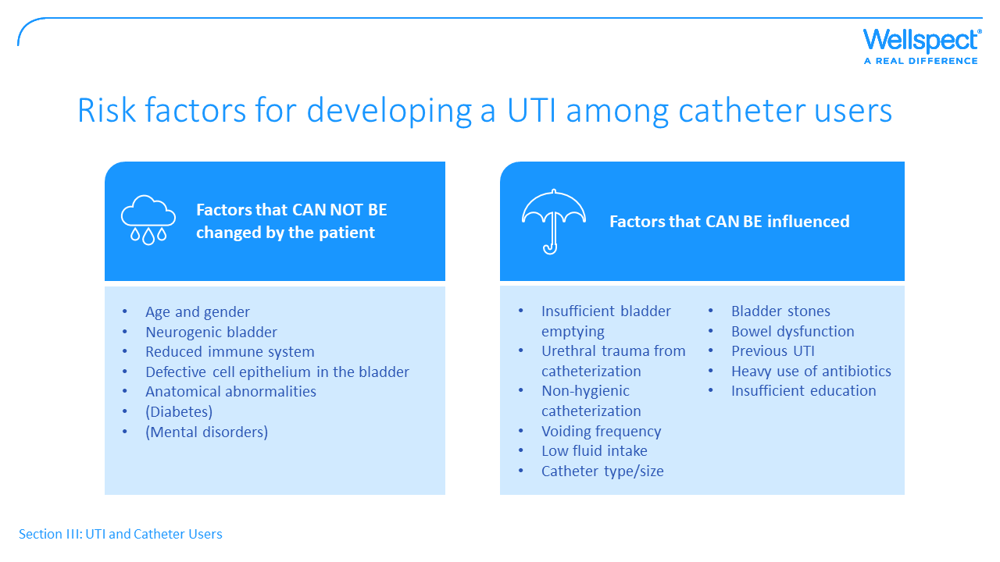 Wellspect®
A REAL DIFFERENCE
Risk factors for developing a UTI among catheter users
Factors that CAN NOT BE
changed by the patient
• Age and gender
• Neurogenic bladder
• Reduced immune system
• Defective cell epithelium in the bladder
• Anatomical abnormalities
• (Diabetes)
• (Mental disorders)
Factors that CAN BE influenced
• Insufficient bladder
emptying
• Urethral trauma from
catheterization
• Non-hygienic
catheterization
• Voiding frequency
• Low fluid intake
• Catheter type/size
• Bladder stones
• Bowel dysfunction
• Previous UTI
• Heavy use of antibiotics
• Insufficient education
Section III: UTI and Catheter Users